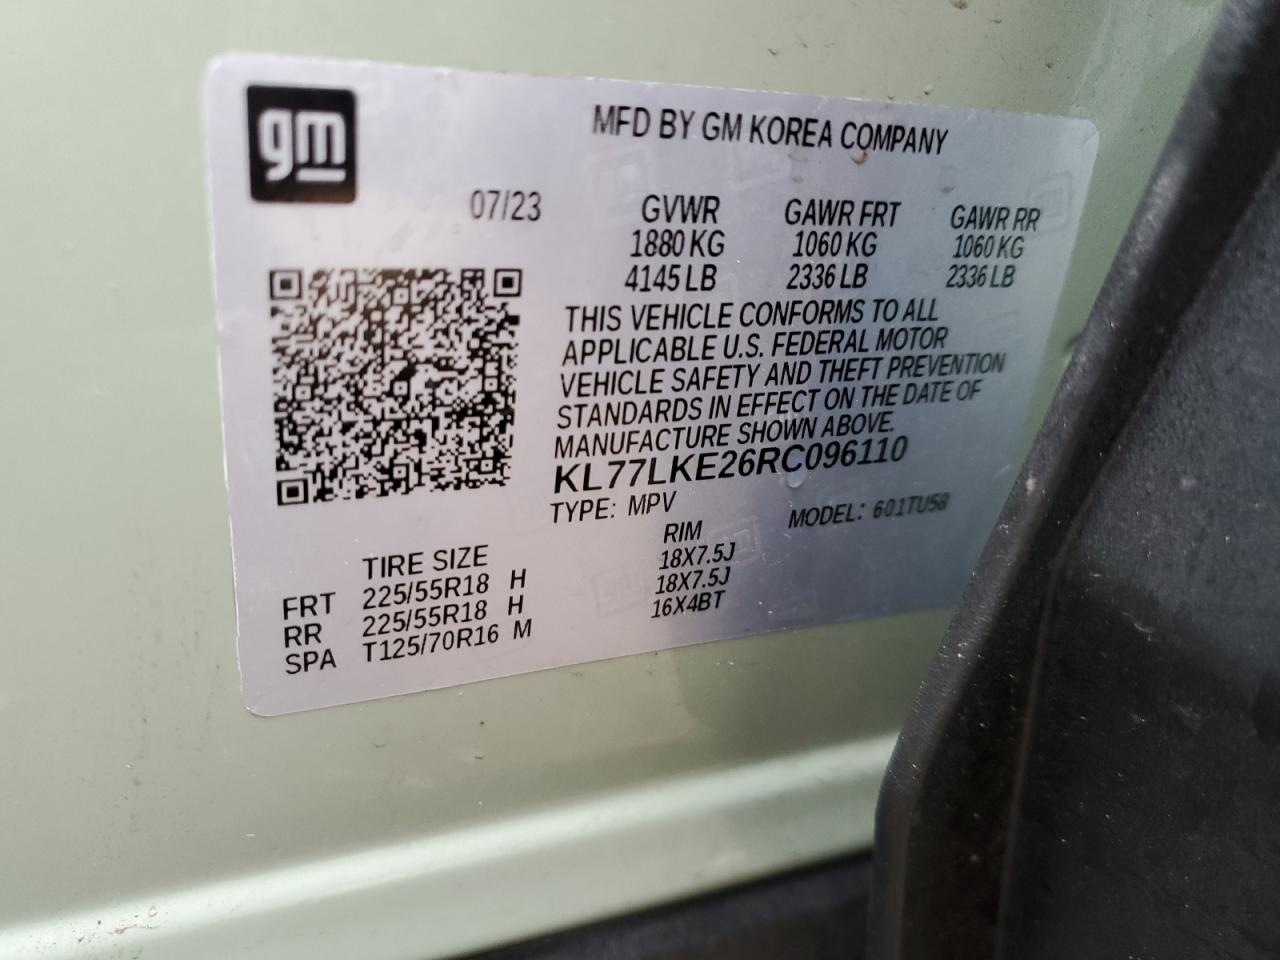 gm
MFD BY GM KOREA COMPANY
07/23 GVWR GAWR FRT GAWR RR
1880 KG 1060 KG 1060 KG
4145 LB 2336 LB 2336 LB
THIS VEHICLE CONFORMS TO ALL
APPLICABLE U.S. FEDERAL MOTOR
VEHICLE SAFETY AND THEFT PREVENTION
STANDARDS IN EFFECT ON THE DATE OF
MANUFACTURE SHOWN ABOVE.
KL77LKE26RC096110
TYPE: MPV MODEL: 601TU58
TIRE SIZE RIM
FRT 225/55R18 H 18X7.5J
RR 225/55R18 H 18X7.5J
SPA T125/70R16 M 16X4BT